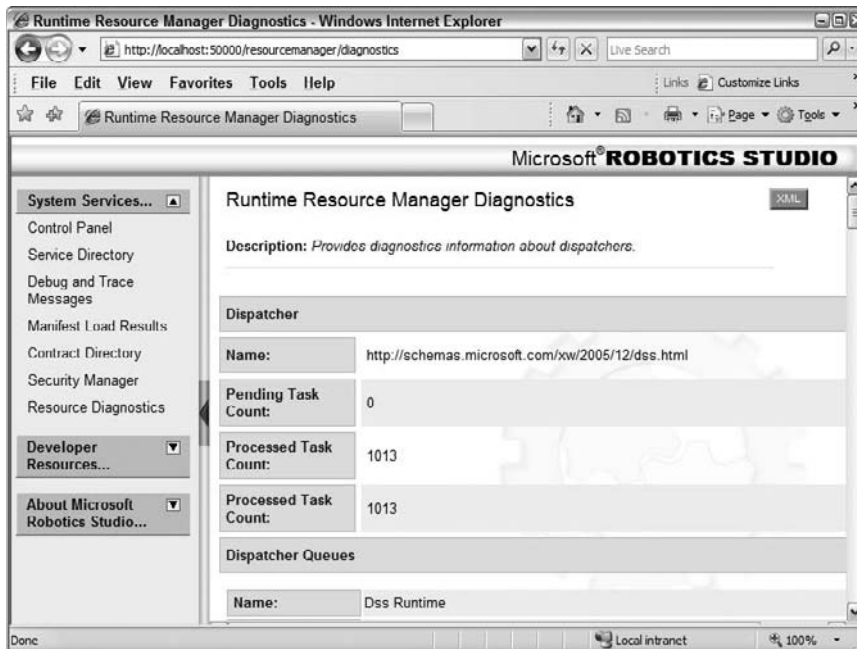 Runtime Resource Manager Diagnostics - Windows Internet Explorer
http://localhost:50000/resourcemanager/diagnostics
Live Search
File Edit View Favorites Tools Help
Links Customize Links
Runtime Resource Manager Diagnostics
Page Tools
Microsoft®ROBOTICS STUDIO
System Services...
Control Panel
Service Directory
Debug and Trace
Messages
Manifest Load Results
Contract Directory
Security Manager
Resource Diagnostics
Developer
Resources...
About Microsoft
Robotics Studio...
Runtime Resource Manager Diagnostics
XML
Description: Provides diagnostics information about dispatchers.
Dispatcher
Name: http://schemas.microsoft.com/xw/2005/12/dss.html
Pending Task
Count: 0
Processed Task
Count: 1013
Processed Task
Count: 1013
Dispatcher Queues
Name: Dss Runtime
Done
Local intranet
100%